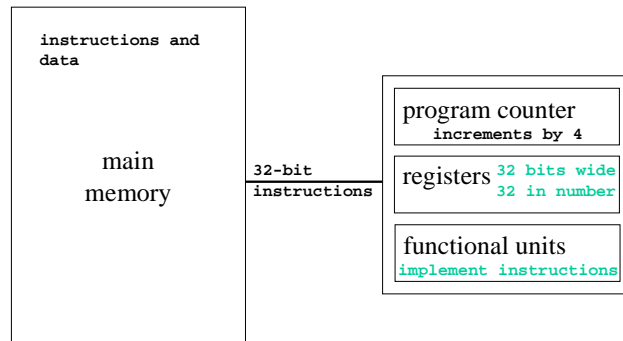 instructions and
data
main
memory
32-bit
instructions
program counter
increments by 4
registers 32 bits wide
32 in number
functional units
implement instructions